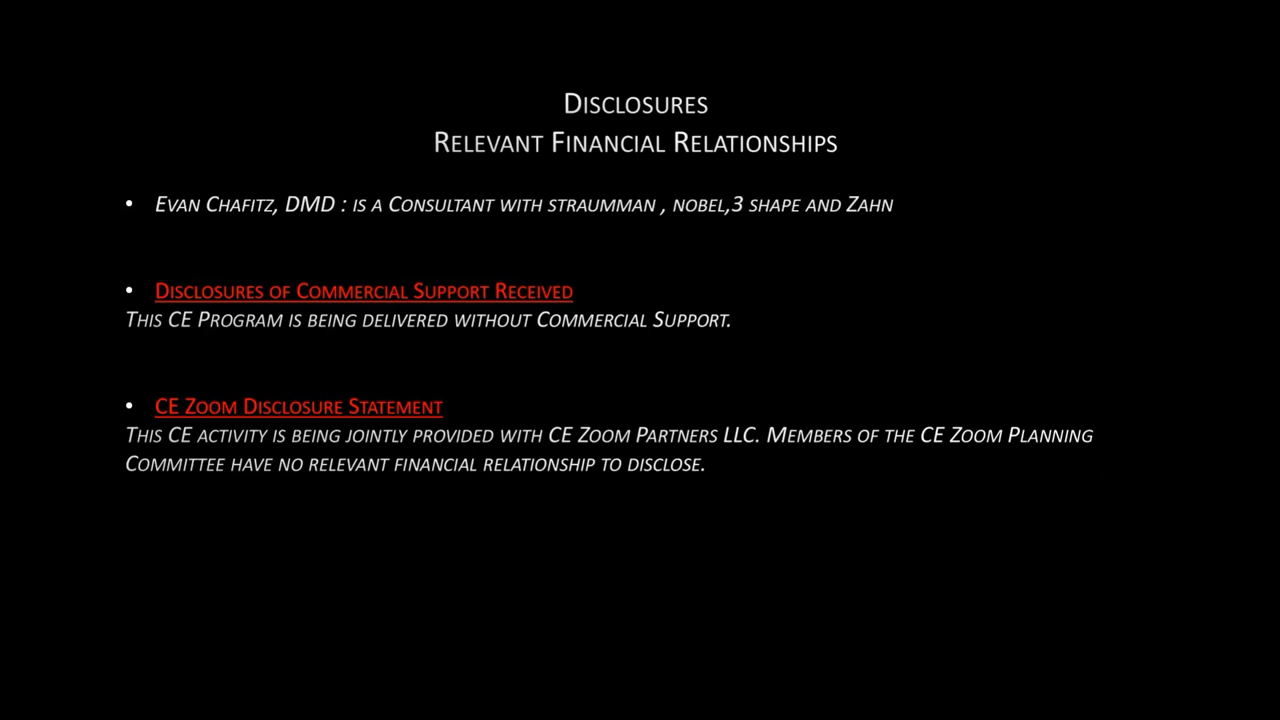 Disclosures
Relevant Financial Relationships
• Evan Chafitz, DMD : is a Consultant with straumman , nobel,3 shape and Zahn
• Disclosures of Commercial Support Received
This CE Program is being delivered without Commercial Support.
• CE Zoom Disclosure Statement
This CE activity is being jointly provided with CE Zoom Partners LLC. Members of the CE Zoom Planning
Committee have no relevant financial relationship to disclose.